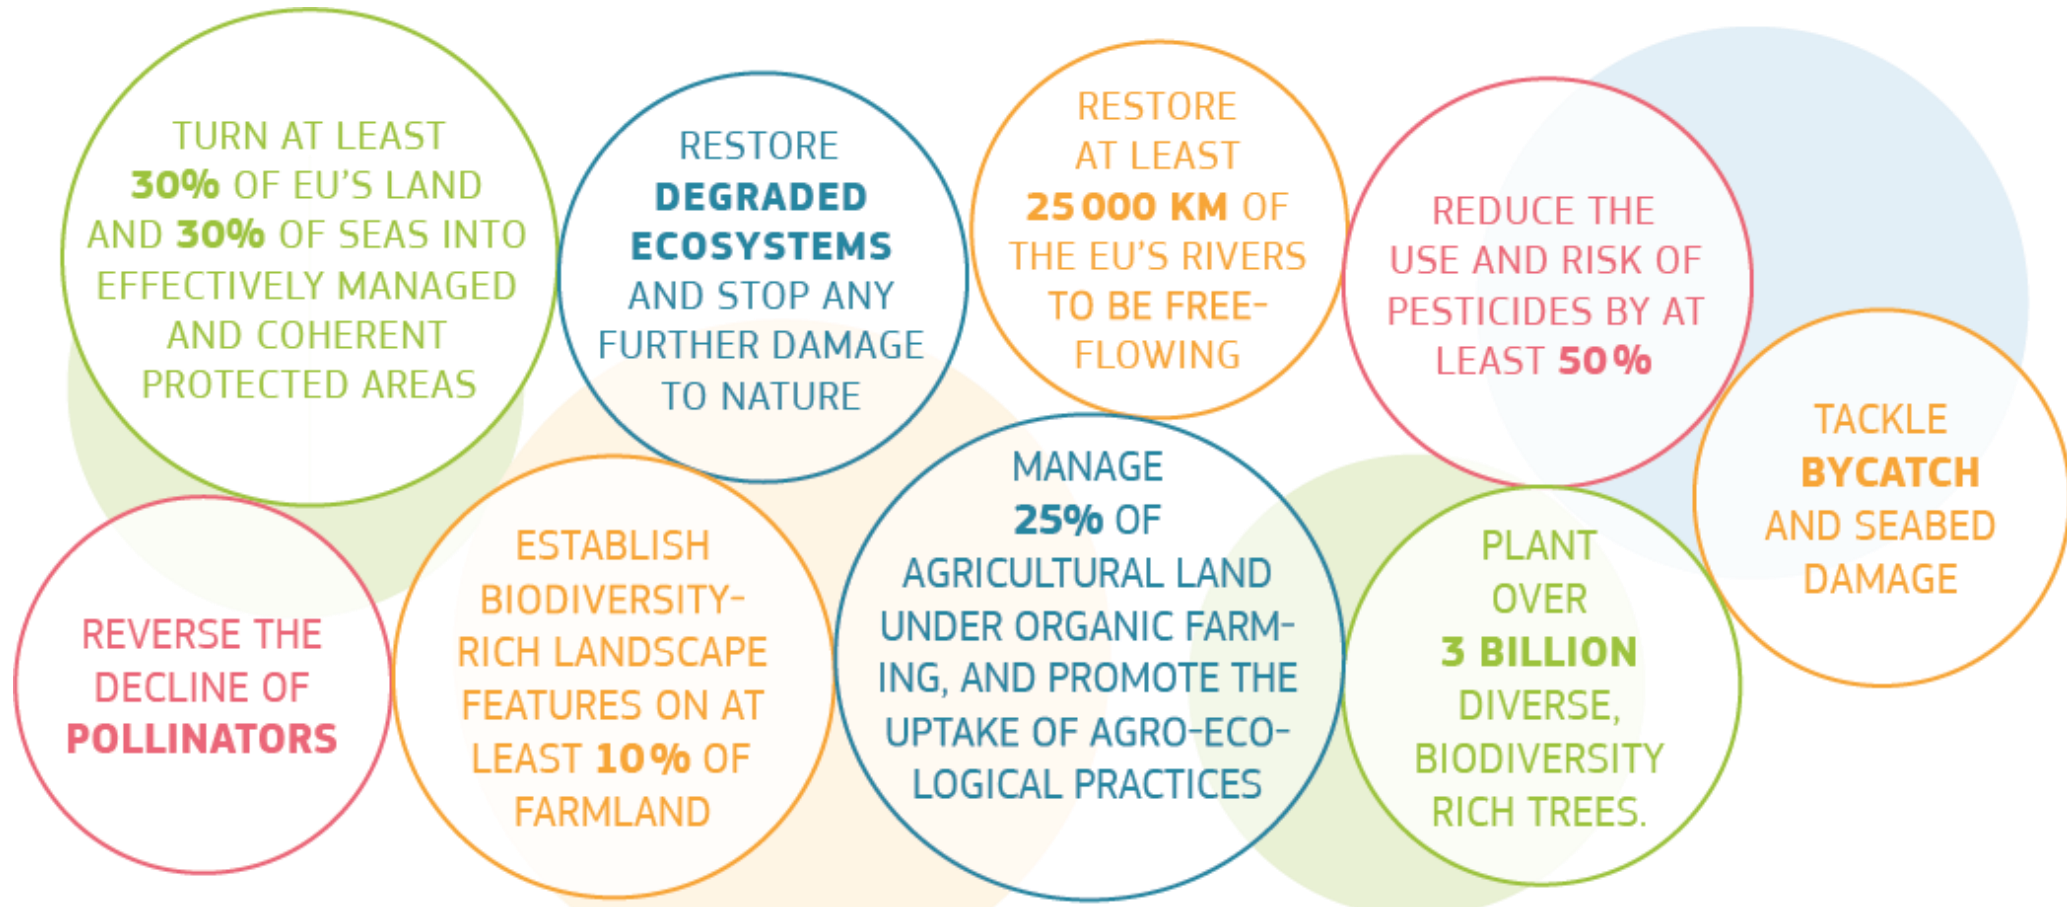 TURN AT LEAST
30% OF EU'S LAND
AND 30% OF SEAS INTO
EFFECTIVELY MANAGED
AND COHERENT
PROTECTED AREAS
RESTORE
DEGRADED
ECOSYSTEMS
AND STOP ANY
FURTHER DAMAGE
TO NATURE
RESTORE
AT LEAST
25 000 KM OF
THE EU'S RIVERS
TO BE FREE-
FLOWING
REDUCE THE
USE AND RISK OF
PESTICIDES BY AT
LEAST 50%
TACKLE
BYCATCH
AND SEABED
DAMAGE
REVERSE THE
DECLINE OF
POLLINATORS
ESTABLISH
BIODIVERSITY-
RICH LANDSCAPE
FEATURES ON AT
LEAST 10% OF
FARMLAND
MANAGE
25% OF
AGRICULTURAL LAND
UNDER ORGANIC FARM-
ING, AND PROMOTE THE
UPTAKE OF AGRO-ECO-
LOGICAL PRACTICES
PLANT
OVER
3 BILLION
DIVERSE,
BIODIVERSITY
RICH TREES.